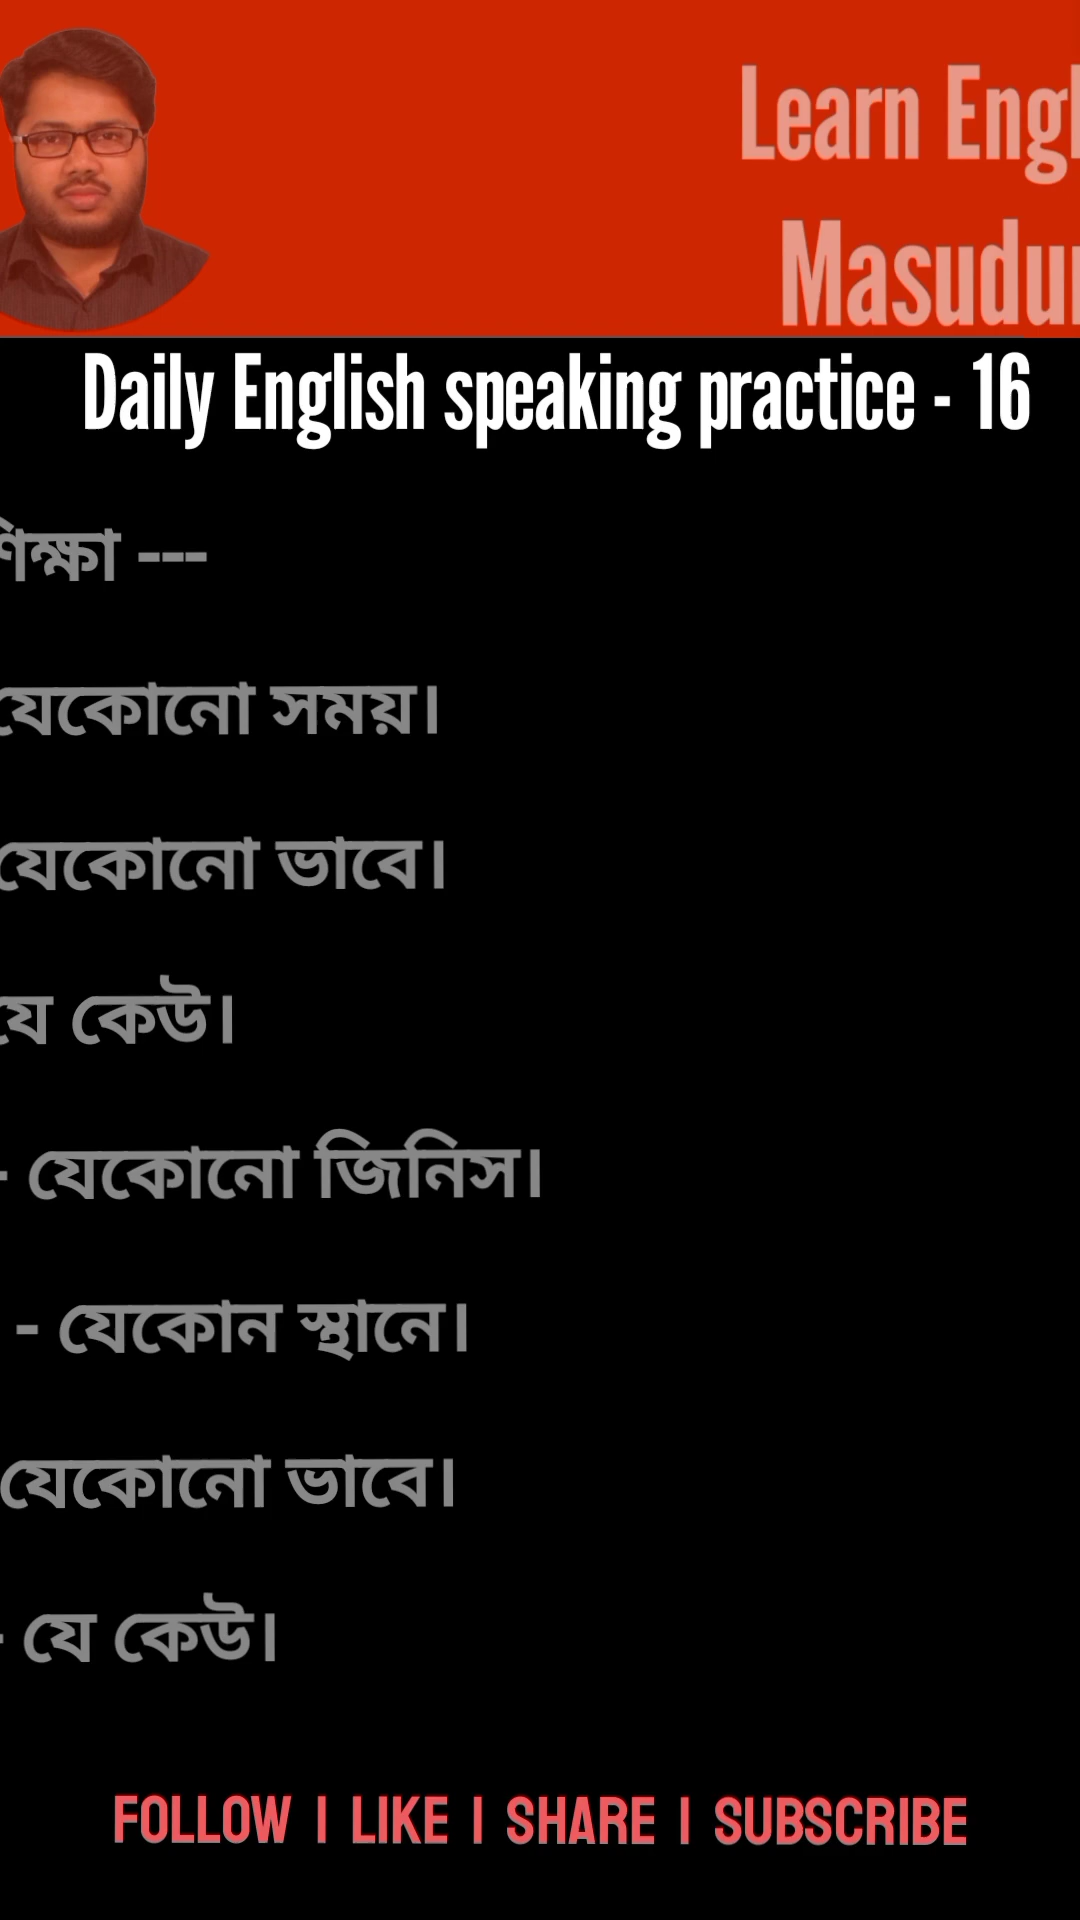 Learn Engl
Masudu
Daily English speaking practice - 16
শিক্ষা ---
যেকোনো সময়।
যেকোনো ভাবে।
যে কেউ।
- যেকোনো জিনিস।
- যেকোন স্থানে।
যেকোনো ভাবে।
- যে কেউ।
FOLLOW | LIKE | SHARE | SUBSCRIBE